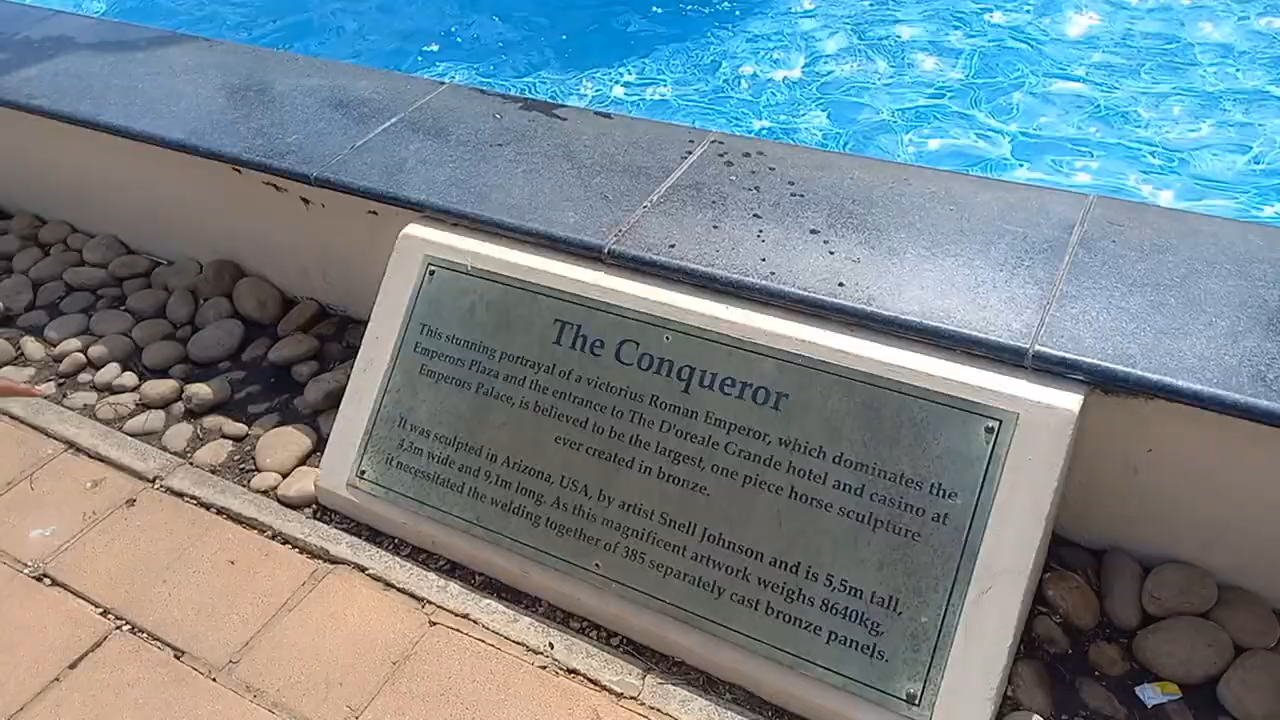 The Conqueror
This stunning portrayal of a victorius Roman Emperor, which dominates the
Emperors Plaza and the entrance to The D'oreale Grande hotel and casino at
Emperors Palace, is believed to be the largest, one piece horse sculpture
ever created in bronze.
It was sculpted in Arizona, USA, by artist Snell Johnson and is 5,5m tall,
4,3m wide and 9,1m long. As this magnificent artwork weighs 8640kg,
it necessitated the welding together of 385 separately cast bronze panels.